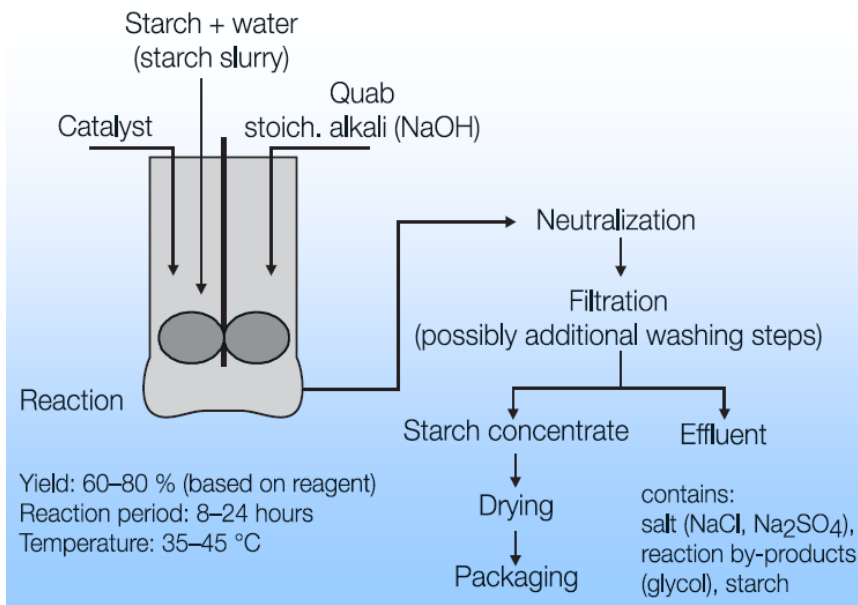 Starch + water
(starch slurry)
Catalyst
Quab
stoich. alkali (NaOH)
Neutralization
Filtration
(possibly additional washing steps)
Reaction
Starch concentrate
Effluent
Yield: 60–80 % (based on reagent)
Reaction period: 8–24 hours
Temperature: 35–45 °C
Drying
Packaging
contains:
salt (NaCl, Na₂SO₄),
reaction by-products
(glycol), starch